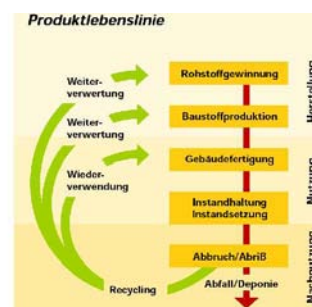 Produktlebenslinie
Weiter-
verwertung
Rohstoffgewinnung
Herstellung
Weiter-
verwertung
Baustoffproduktion
Wieder-
verwendung
Gebäudefertigung
Nutzung
Instandhaltung
Instandsetzung
Abbruch/Abriß
Nachnutzung
Recycling
Abfall/Deponie